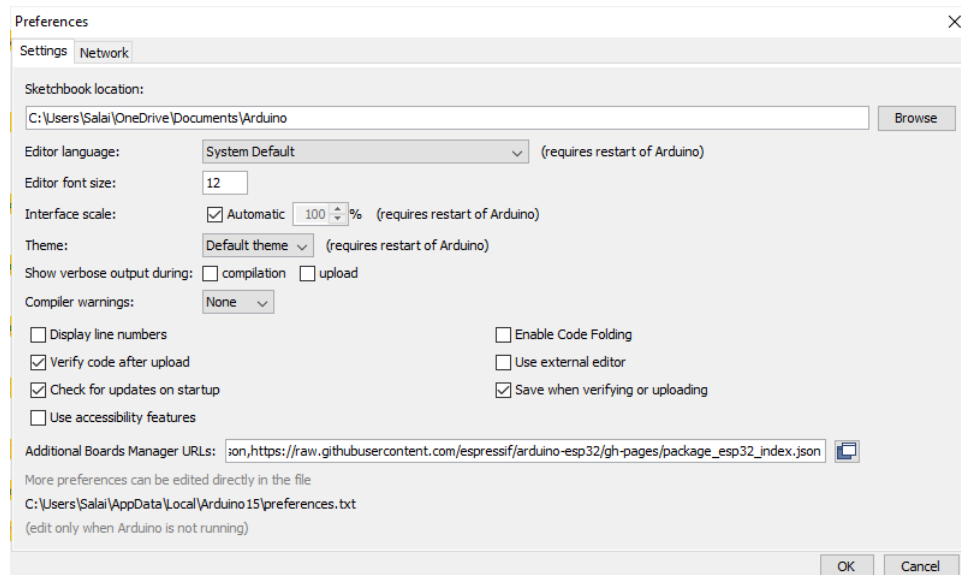 Preferences
Settings Network
Sketchbook location:
C:\Users\Salai\OneDrive\Documents\Arduino Browse
Editor language: System Default (requires restart of Arduino)
Editor font size: 12
Interface scale: Automatic 100 % (requires restart of Arduino)
Theme: Default theme (requires restart of Arduino)
Show verbose output during: compilation upload
Compiler warnings: None
Display line numbers Enable Code Folding
Verify code after upload Use external editor
Check for updates on startup Save when verifying or uploading
Use accessibility features
Additional Boards Manager URLs: son,https://raw.githubusercontent.com/espressif/arduino-esp32/gh-pages/package_esp32_index.json
More preferences can be edited directly in the file
C:\Users\Salai\AppData\Local\Arduino15\preferences.txt
(edit only when Arduino is not running)
OK Cancel